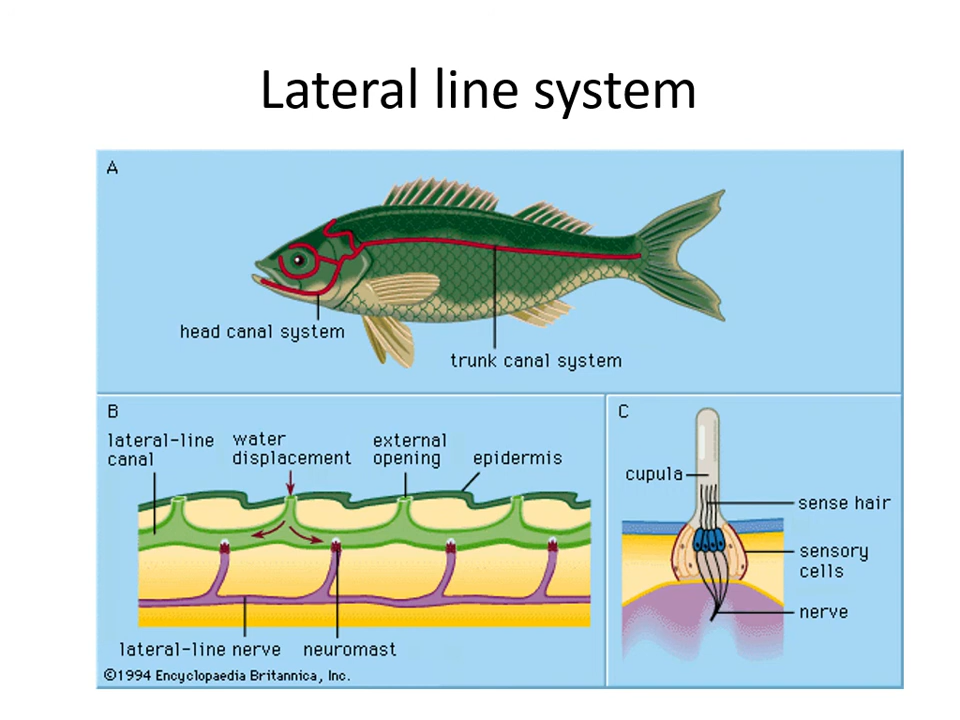 Lateral line system
A
head canal system
trunk canal system
B
lateral-line
canal
water
displacement
external
opening
epidermis
lateral-line nerve
neuromast
©1994 Encyclopaedia Britannica, Inc.
C
cupula
sense hair
sensory
cells
nerve